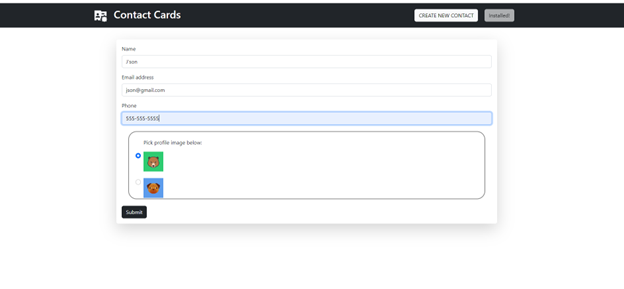 Contact Cards
CREATE NEW CONTACT
Installed!
Name
J son
Email address
json@gmail.com
Phone
555-555-5555
Pick profile image below:
Submit